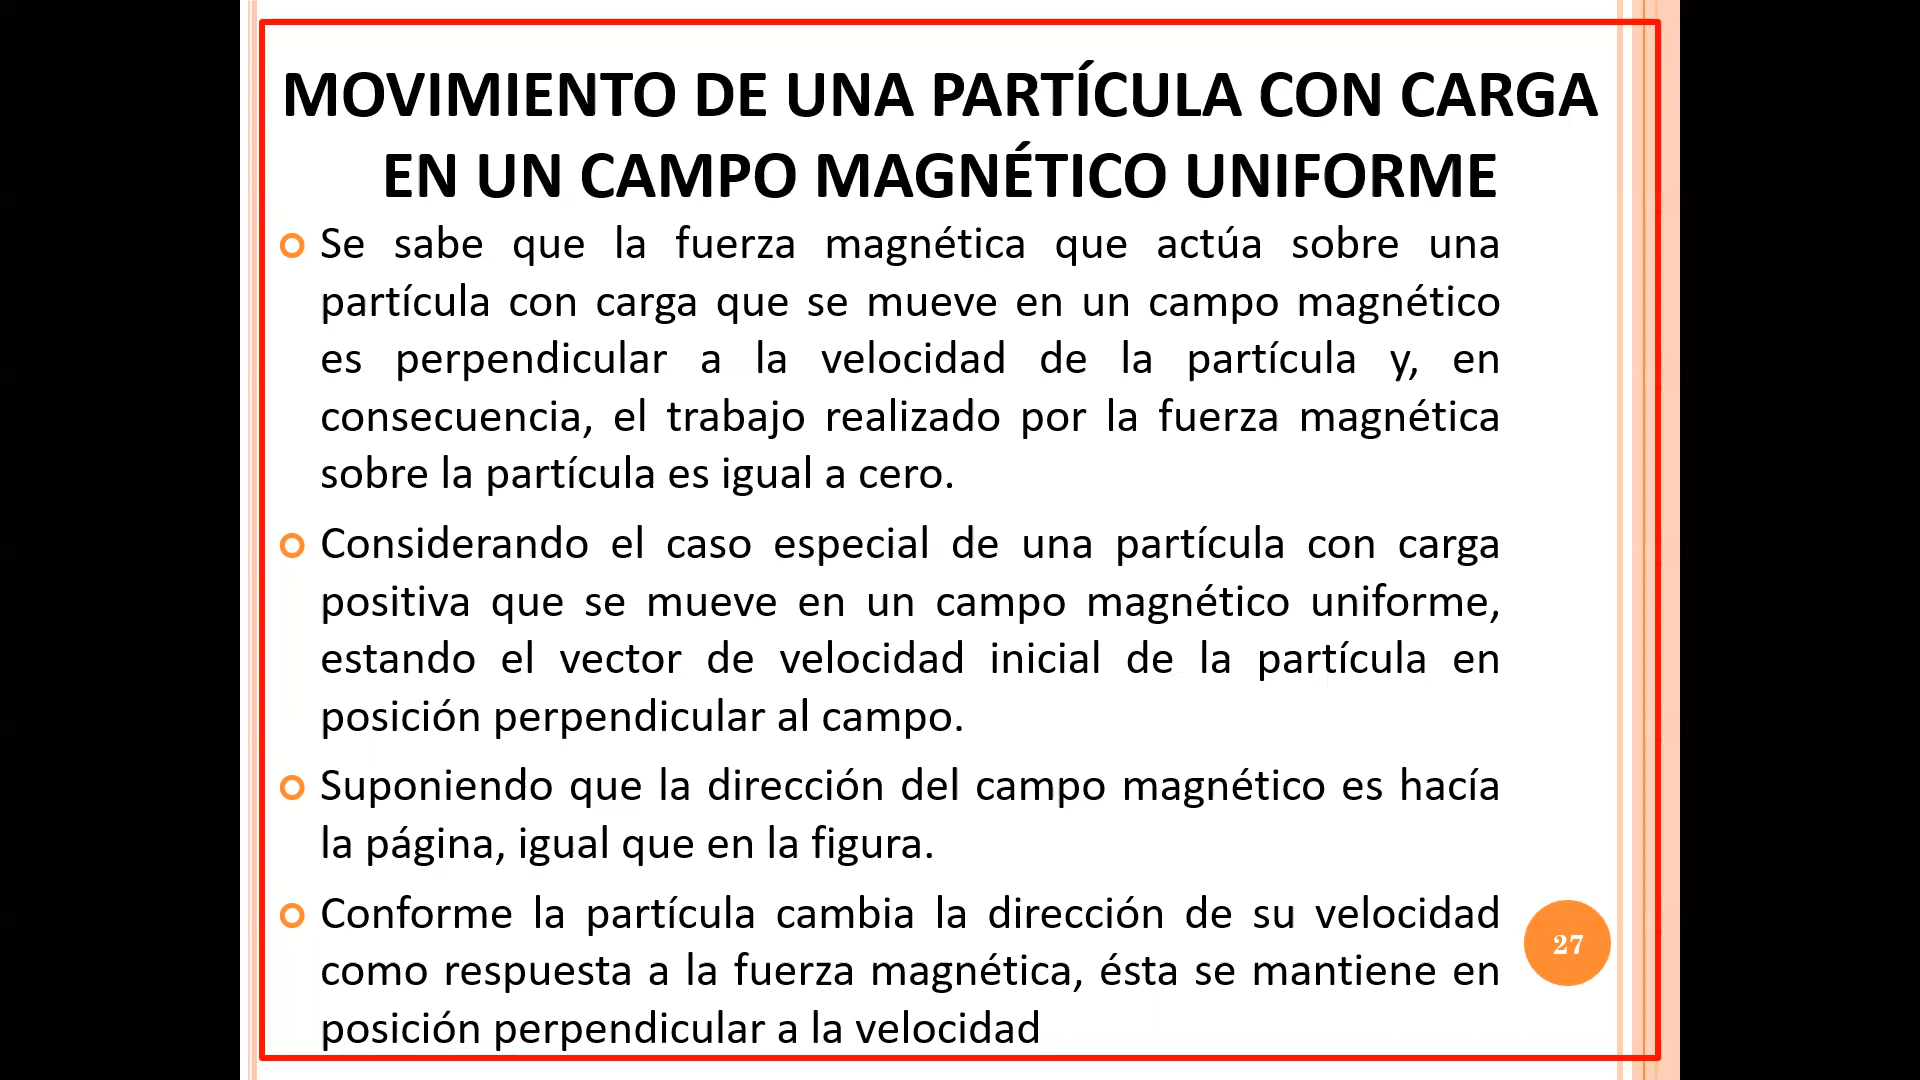 MOVIMIENTO DE UNA PARTÍCULA CON CARGA
EN UN CAMPO MAGNÉTICO UNIFORME
Se sabe que la fuerza magnética que actúa sobre una
partícula con carga que se mueve en un campo magnético
es perpendicular a la velocidad de la partícula y, en
consecuencia, el trabajo realizado por la fuerza magnética
sobre la partícula es igual a cero.
Considerando el caso especial de una partícula con carga
positiva que se mueve en un campo magnético uniforme,
estando el vector de velocidad inicial de la partícula en
posición perpendicular al campo.
Suponiendo que la dirección del campo magnético es hacía
la página, igual que en la figura.
Conforme la partícula cambia la dirección de su velocidad
como respuesta a la fuerza magnética, ésta se mantiene en
posición perpendicular a la velocidad
27